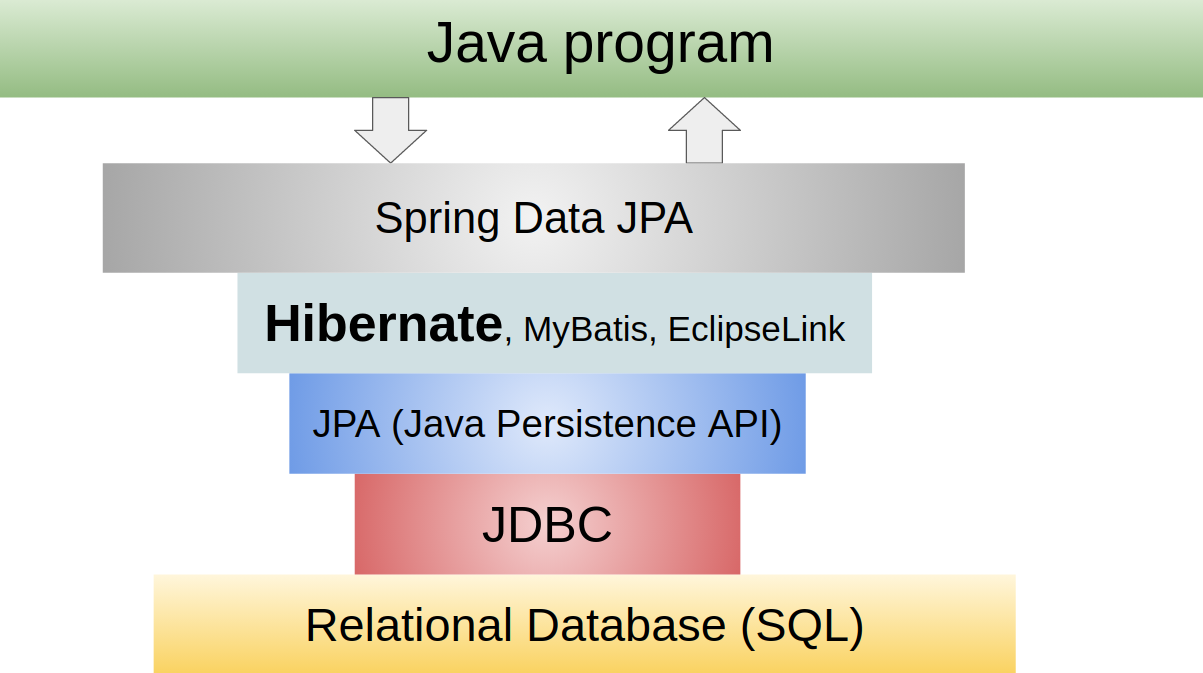 Java program
Spring Data JPA
Hibernate, MyBatis, EclipseLink
JPA (Java Persistence API)
JDBC
Relational Database (SQL)